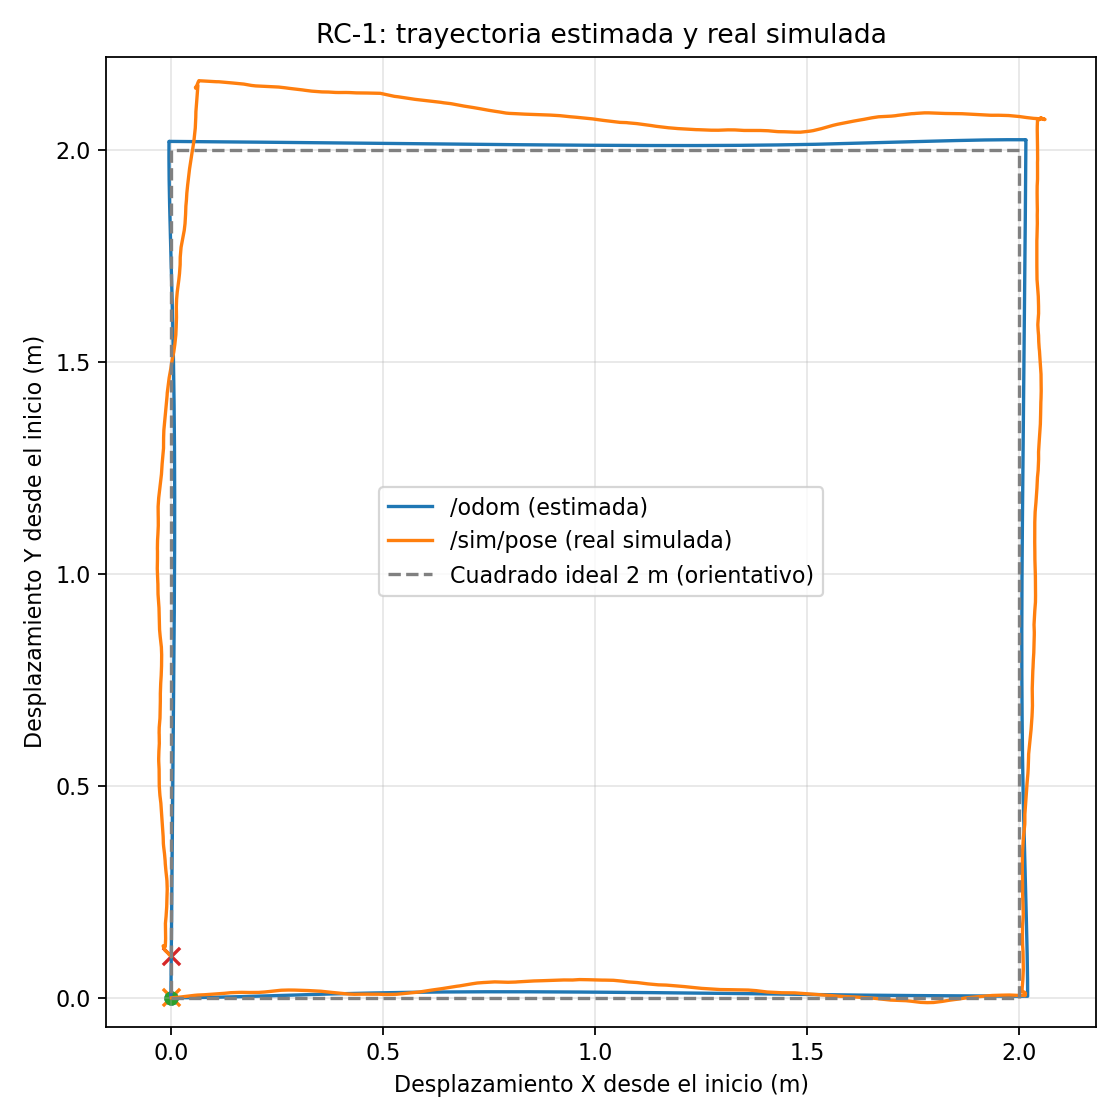 RC-1: trayectoria estimada y real simulada
Desplazamiento Y desde el inicio (m)
2.0
1.5
1.0
0.5
0.0
/odom (estimada)
/sim/pose (real simulada)
Cuadrado ideal 2 m (orientativo)
0.0 0.5 1.0 1.5 2.0
Desplazamiento X desde el inicio (m)